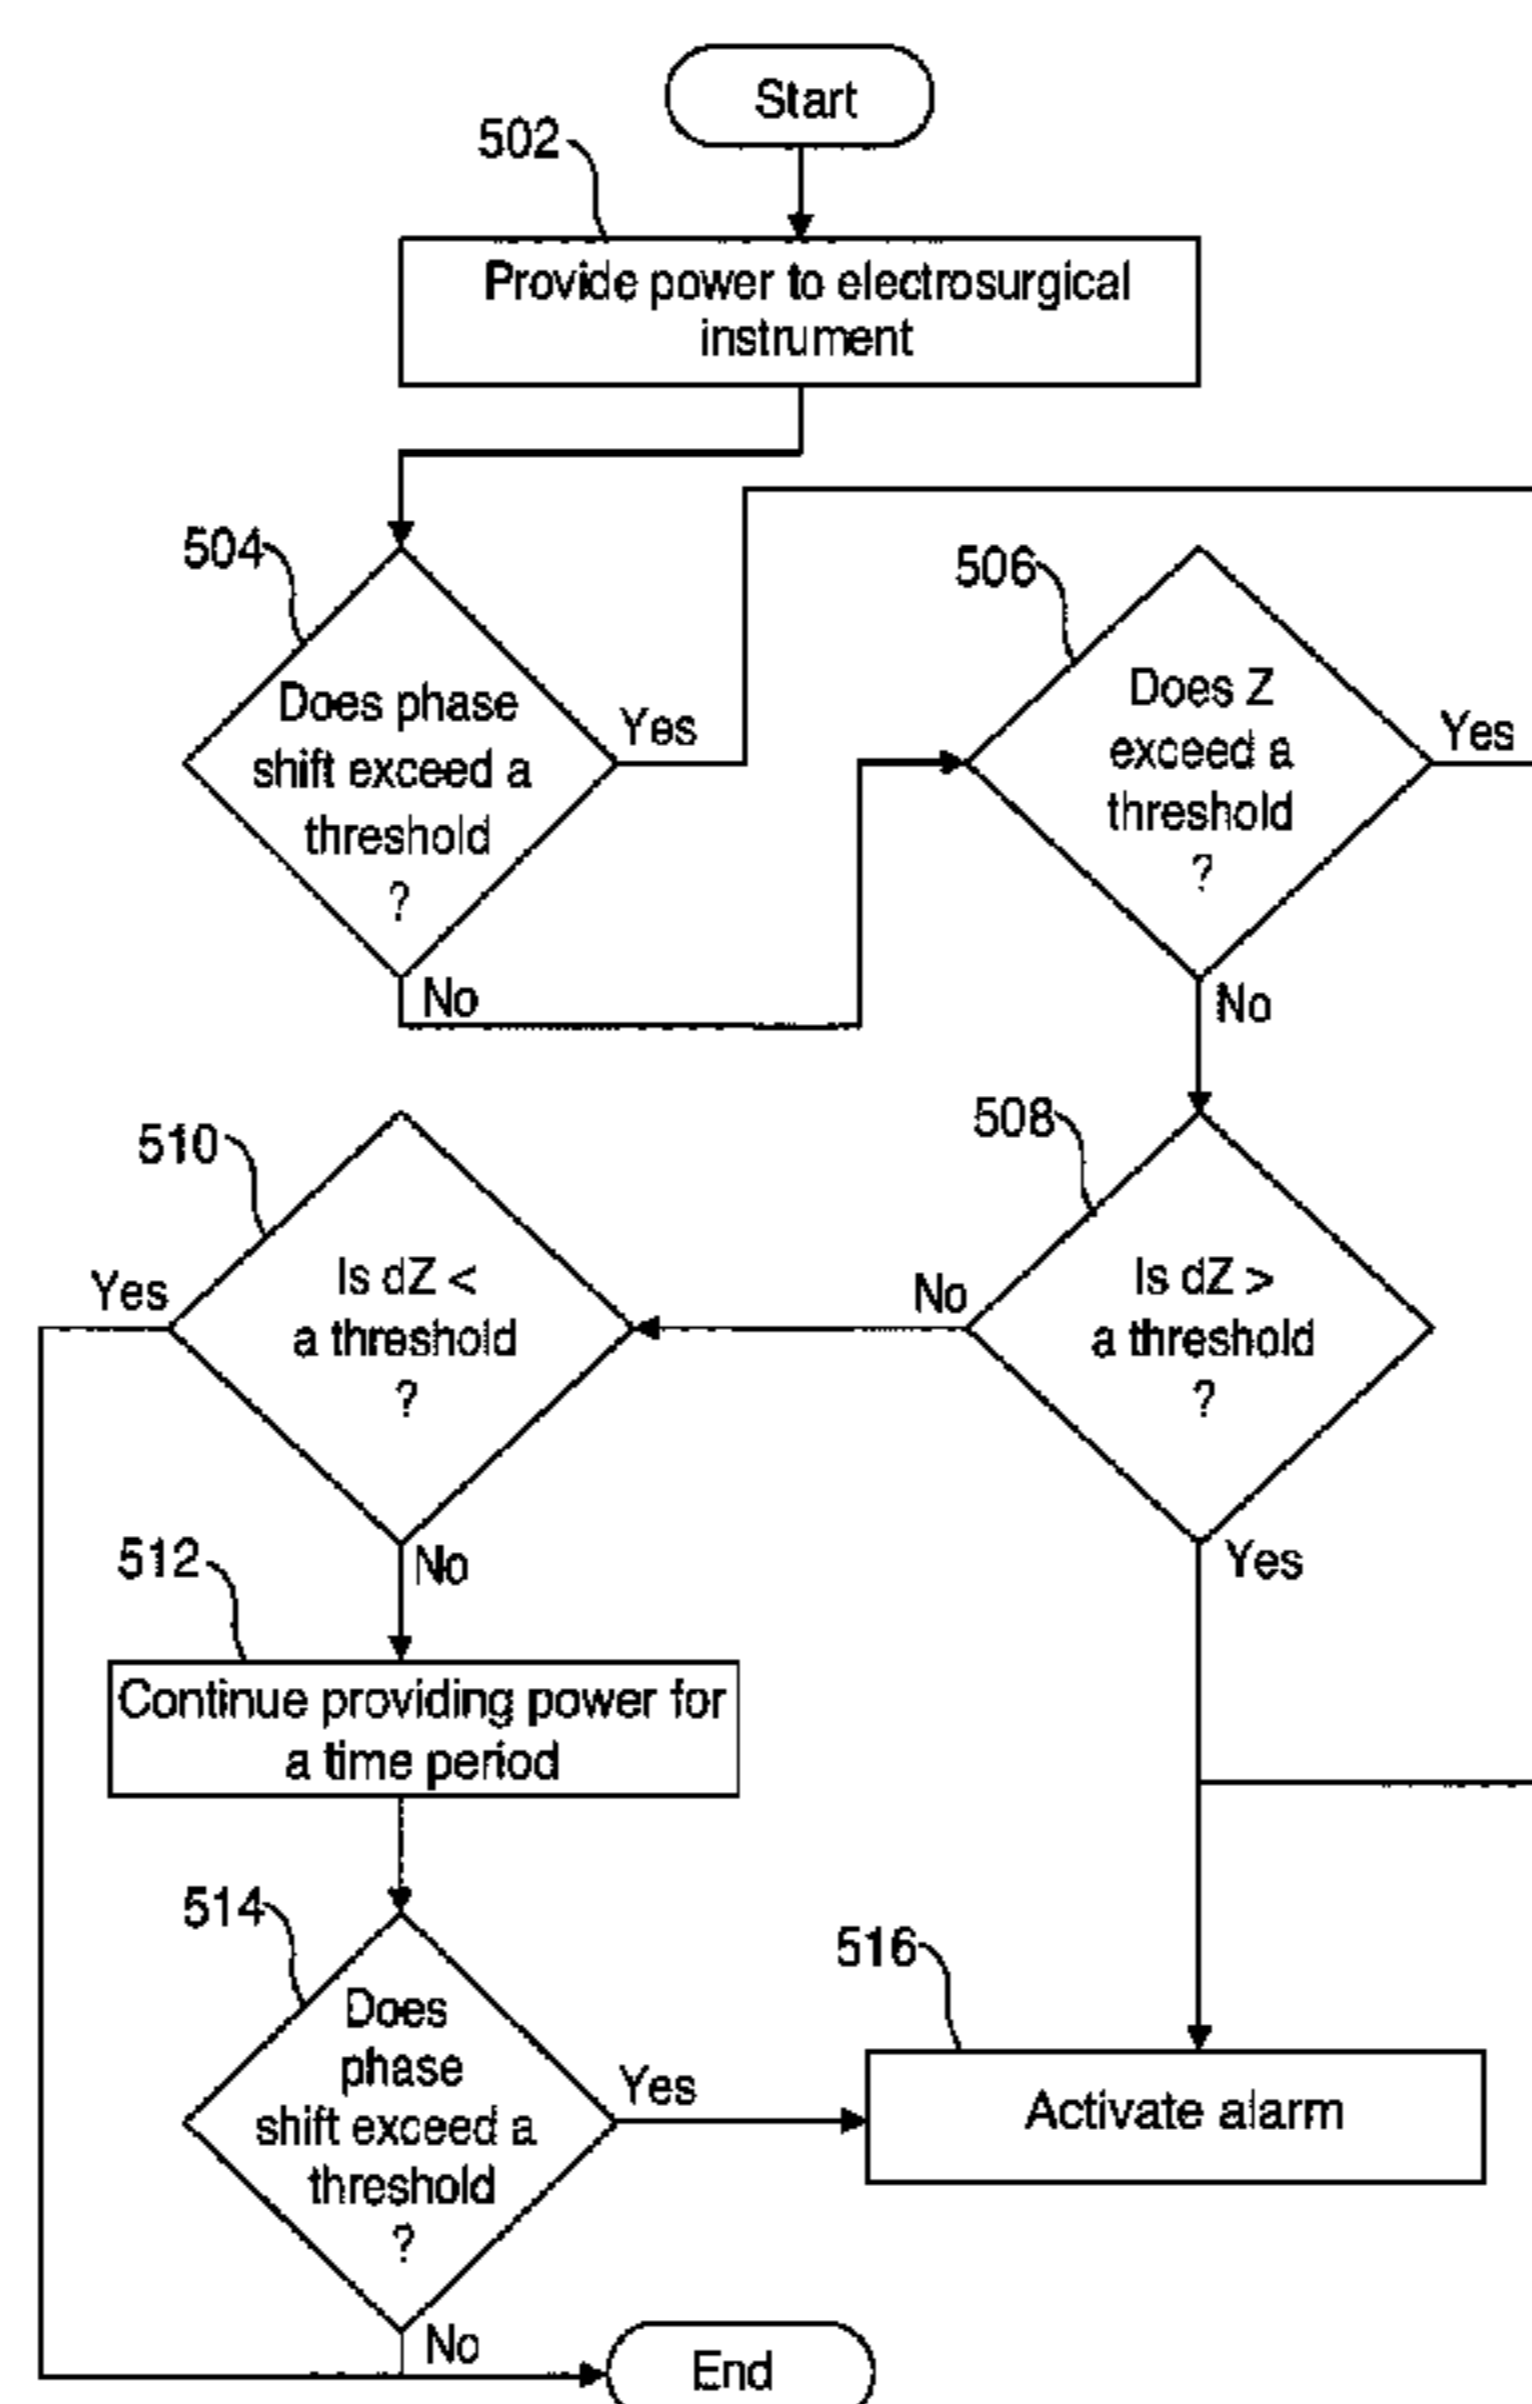 Start
502
Provide power to electrosurgical
instrument
504
Does phase
shift exceed a
threshold
?
Yes
No
506
Does Z
exceed a
threshold
?
Yes
No
508
Is dZ >
a threshold
?
No
Yes
510
Is dZ <
a threshold
?
Yes
No
512
Continue providing power for
a time period
514
Does
phase
shift exceed a
threshold
?
Yes
No
516
Activate alarm
End